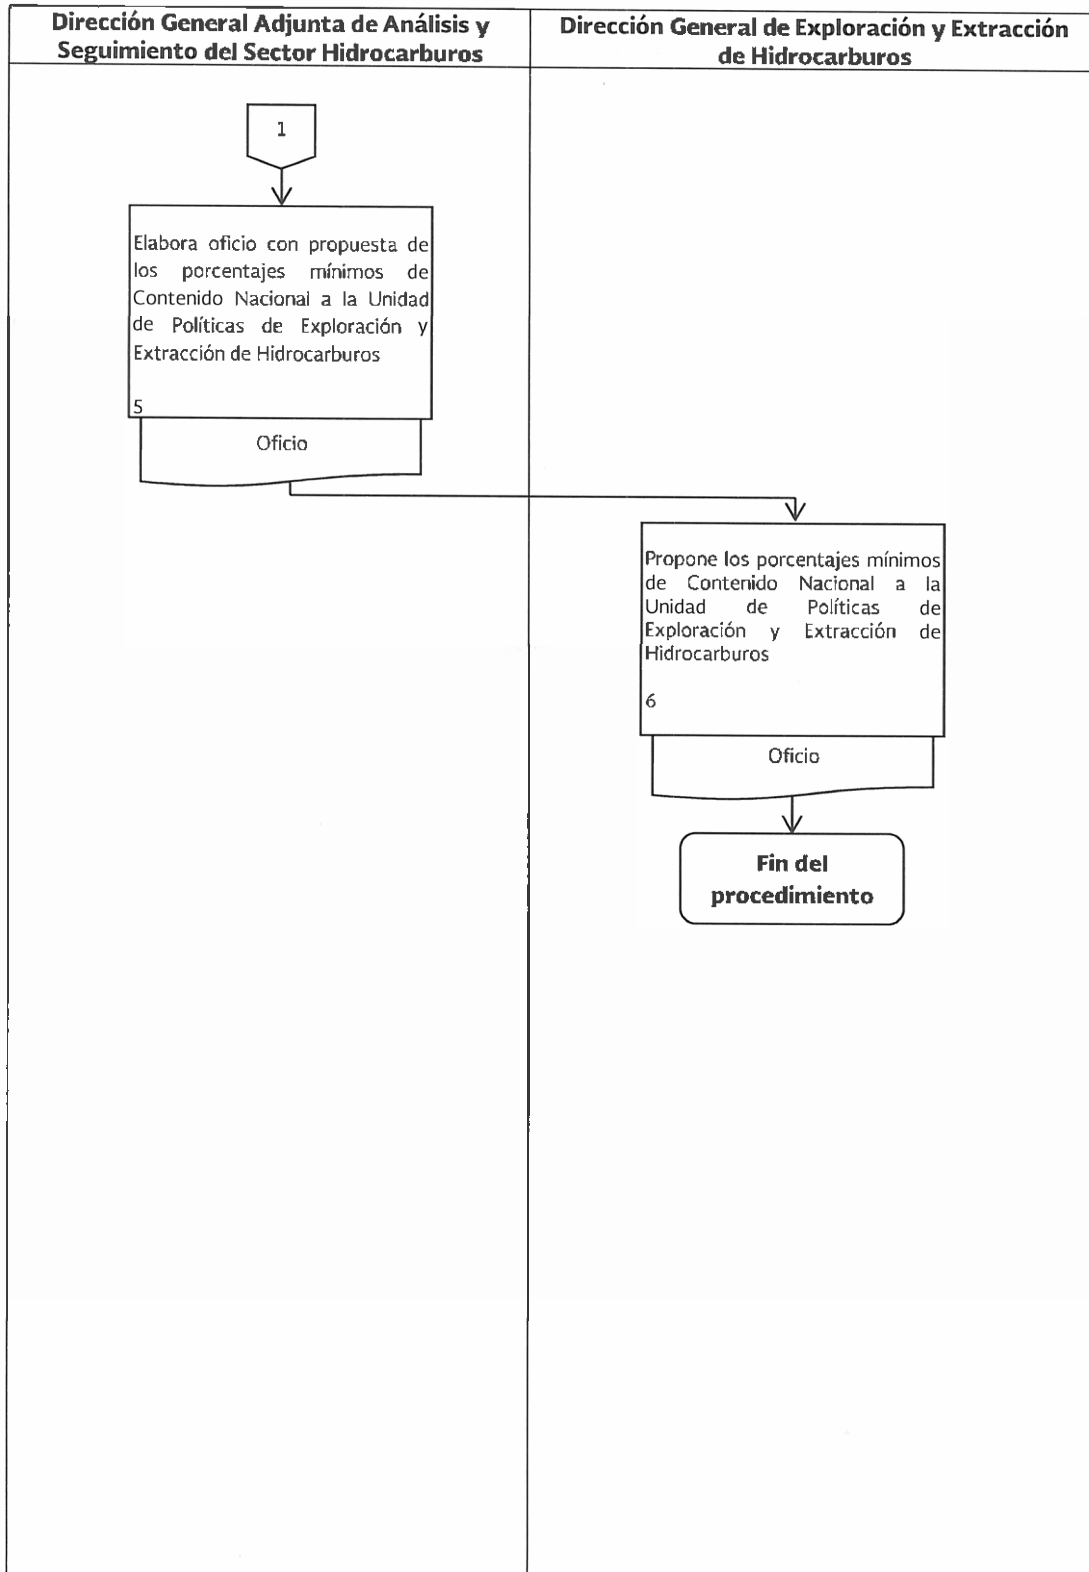 Dirección General Adjunta de Análisis y
Seguimiento del Sector Hidrocarburos
Dirección General de Exploración y Extracción
de Hidrocarburos
1
Elabora oficio con propuesta de
los porcentajes mínimos de
Contenido Nacional a la Unidad
de Políticas de Exploración y
Extracción de Hidrocarburos
5
Oficio
Propone los porcentajes mínimos
de Contenido Nacional a la
Unidad de Políticas de
Exploración y Extracción de
Hidrocarburos
6
Oficio
Fin del
procedimiento